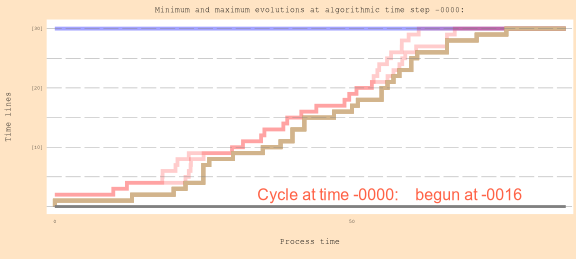 Minimum and maximum evolutions at algorithmic time step -0000:
[30]
[20]
Time lines
[10]
Cycle at time -0000: begun at -0016
0 50
Process time